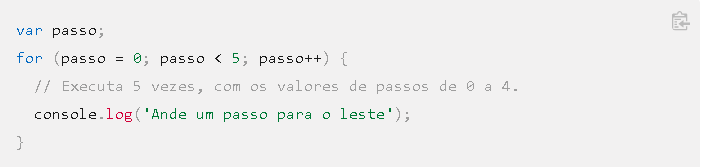 var passo;
for (passo = 0; passo < 5; passo++) {
  // Executa 5 vezes, com os valores de passos de 0 a 4.
  console.log('Ande um passo para o leste');
}